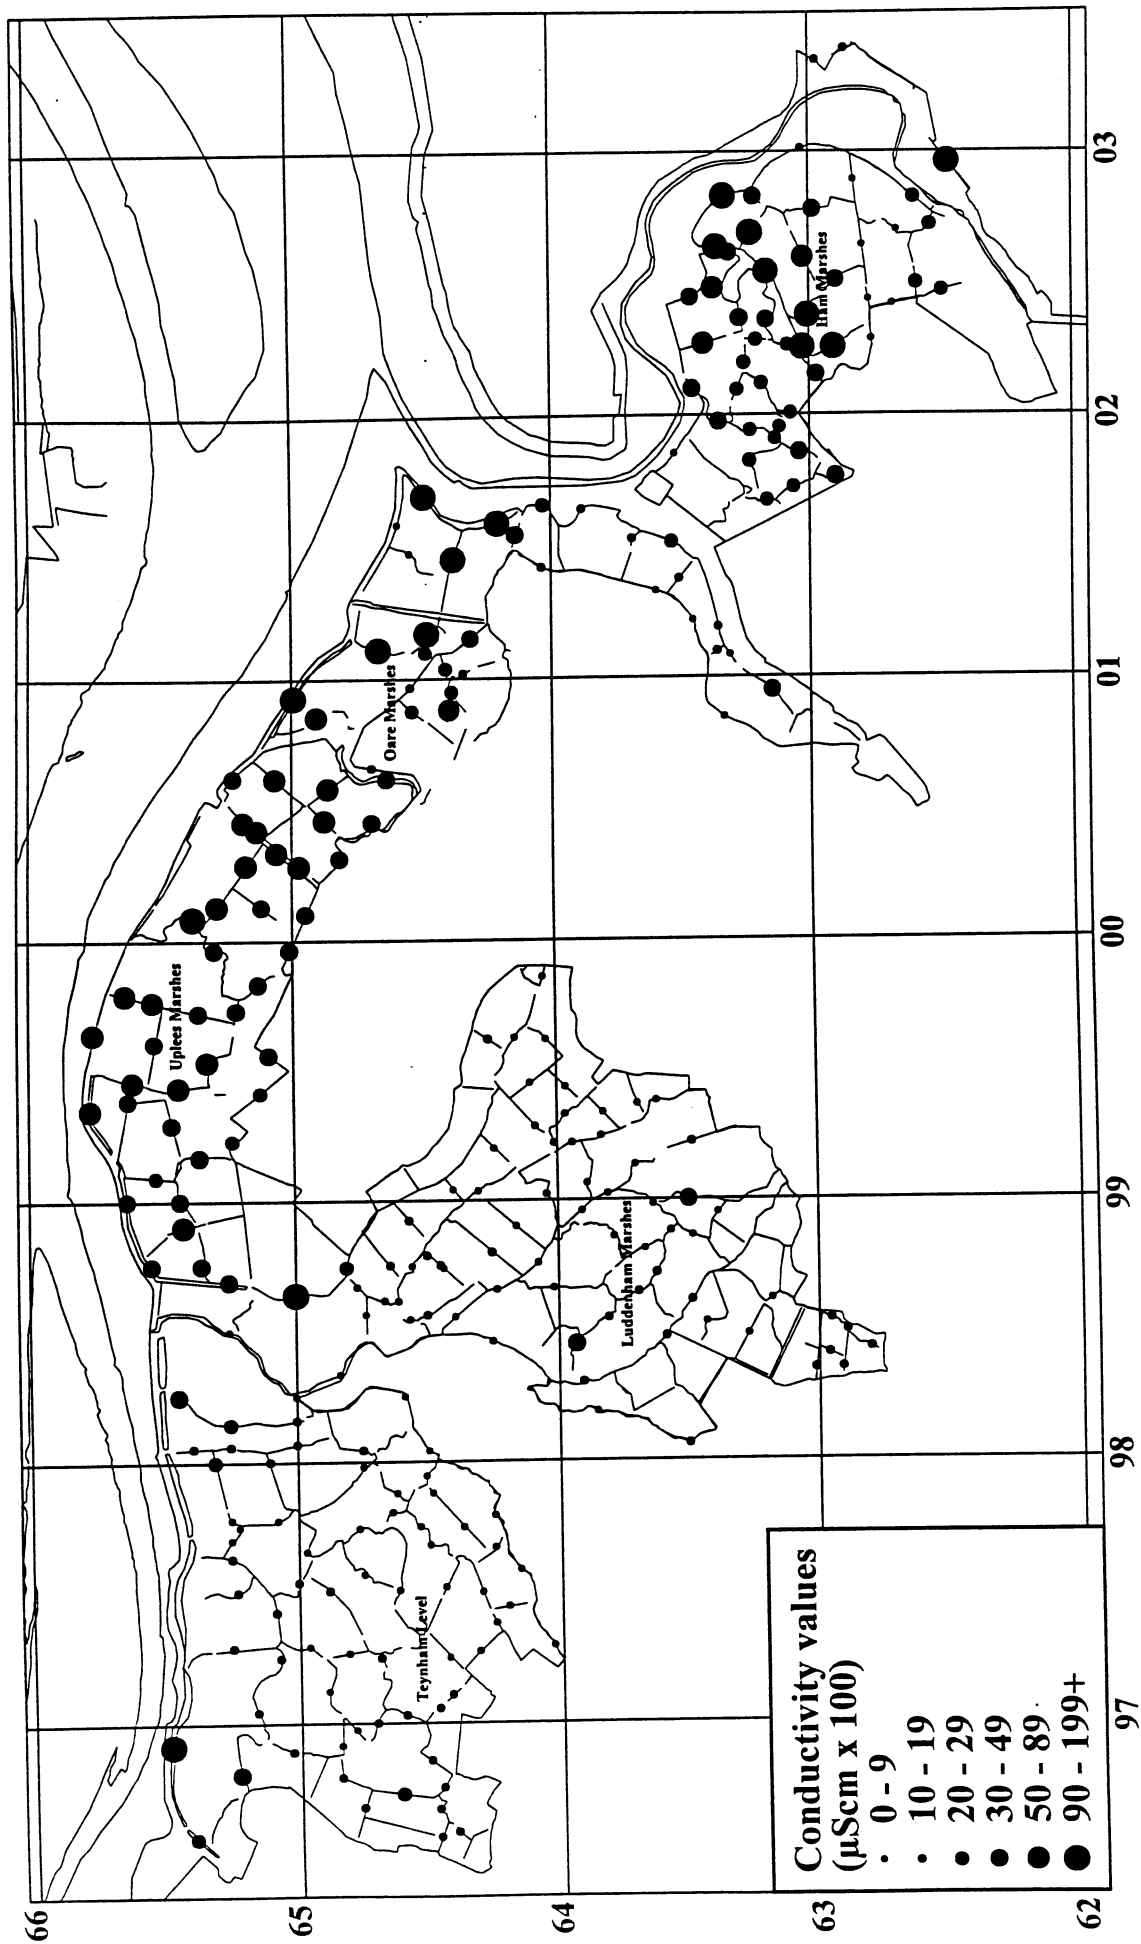 66
65
64
63
62
97
98
99
00
01
02
03
Teynham Level
Luddenham Marshes
Uplees Marshes
Oare Marshes
Ham Marshes
Conductivity values
(µScm x 100)
0 - 9
10 - 19
20 - 29
30 - 49
50 - 89
90 - 199+